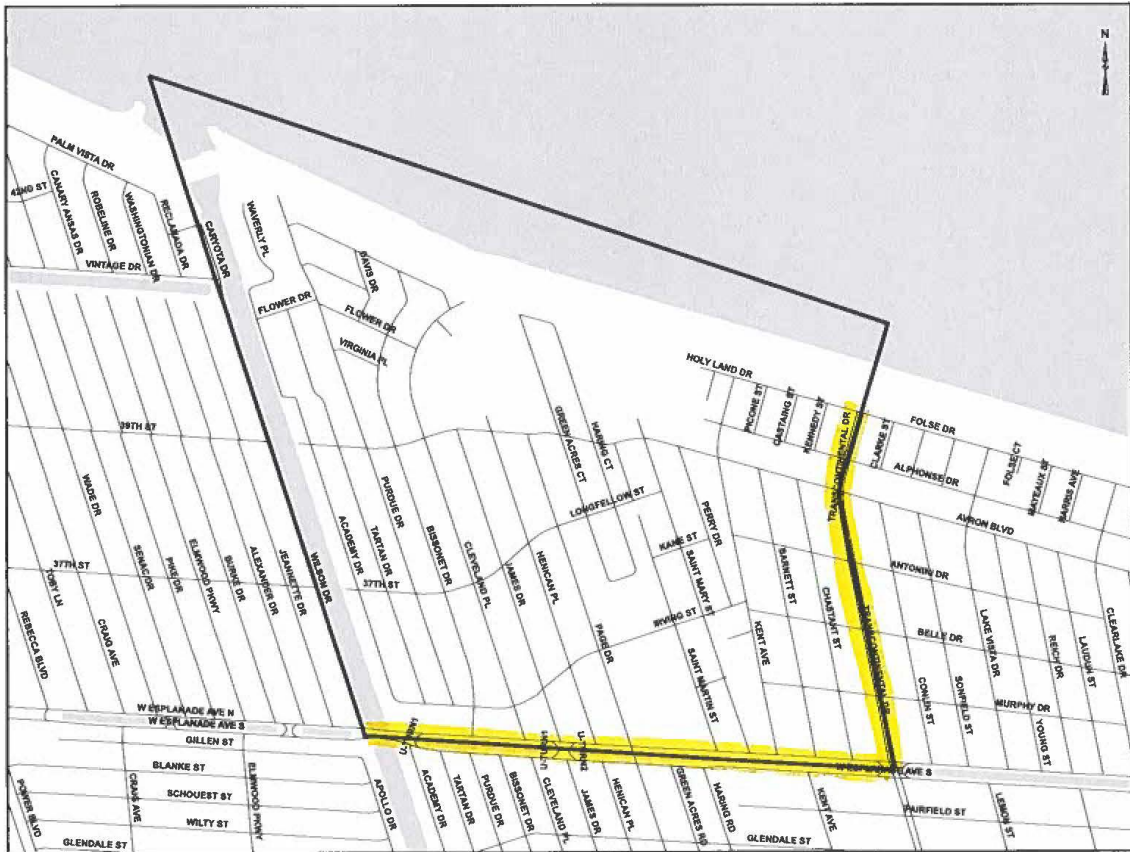 N
PALM VISTA DR
42ND ST
CANARY ANSAS DR
ROBELINE DR
WASHINGTONIAN DR
RECLANADA DR
CARYOTA DR
WAVERLY PL
VINTAGE DR
DAVIS DR
FLOWER DR
FLOWER DR
VIRGINIA PL
HOLY LAND DR
PICONE ST
CASTAING ST
KENNEDY ST
TRANSCONTINENTAL DR
CLARKE ST
FOLSE DR
ALPHONSE DR
FOLSE CT
MATEAUX ST
HARRIS AVE
AVRON BLVD
39TH ST
GREEN ACRES CT
HARING CT
LONGFELLOW ST
WADE DR
SENAC DR
PIKE DR
ELMWOOD PKWY
BURKE DR
ALEXANDER DR
JEANNETTE DR
WILSON DR
ACADEMY DR
TARTAN DR
PURDUE DR
BISSONET DR
CLEVELAND PL
JAMES DR
HENICAN PL
KANE ST
PERRY DR
SAINT MARY ST
BARNETT ST
CHASTANT ST
ANTONINI DR
37TH ST
37TH ST
TOBY LN
REBECCA BLVD
CRAIG AVE
PAGE DR
IRVING ST
KENT AVE
SAINT MARTIN ST
TRANSCONTINENTAL DR
BELLE DR
LAKE VISTA DR
REICH DR
LAUDUN ST
CLEARLAKE DR
CONLIN ST
SONFIELD ST
MURPHY DR
YOUNG ST
W ESPLANADE AVE N
W ESPLANADE AVE S
GILLEN ST
U-TURN2
AVE S
BLANKE ST
SCHOUEST ST
WILTY ST
GLENDALE ST
POWER BLVD
CRAIG AVE
ELMWOOD PKWY
APOLLO DR
ACADEMY DR
TARTAN DR
PURDUE DR
BISSONET DR
CLEVELAND PL
JAMES DR
HENICAN PL
GREEN ACRES RD
HARING RD
GLENDALE ST
KENT AVE
FAIRFIELD ST
LEMON ST